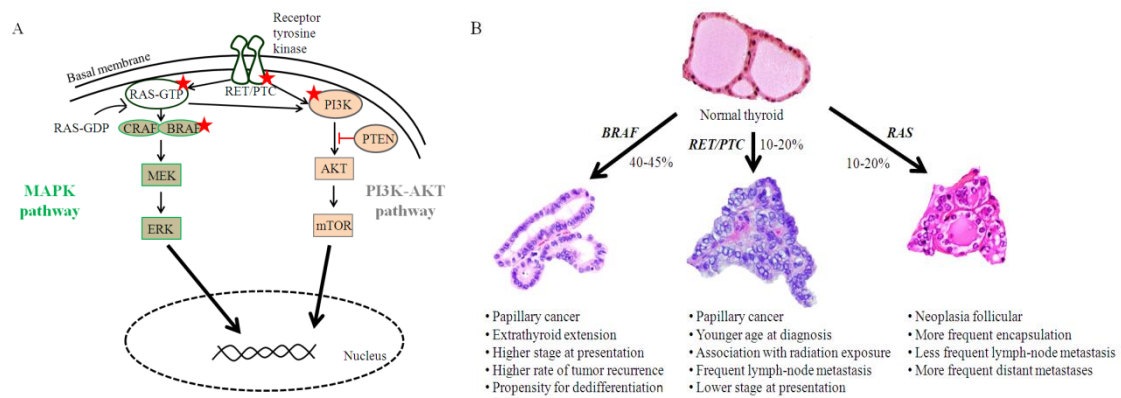 A
Receptor
tyrosine
kinase
Basal membrane
RAS-GTP
RET/PTC
PI3K
RAS-GDP
CRAF
BRAF
PTEN
MEK
AKT
MAPK
pathway
PI3K-AKT
pathway
ERK
mTOR
Nucleus
B
Normal thyroid
BRAF
40-45%
RET/PTC
10-20%
RAS
10-20%
• Papillary cancer
• Extrathyroid extension
• Higher stage at presentation
• Higher rate of tumor recurrence
• Propensity for dedifferentiation
• Papillary cancer
• Younger age at diagnosis
• Association with radiation exposure
• Frequent lymph-node metastasis
• Lower stage at presentation
• Neoplasia follicular
• More frequent encapsulation
• Less frequent lymph-node metastasis
• More frequent distant metastases